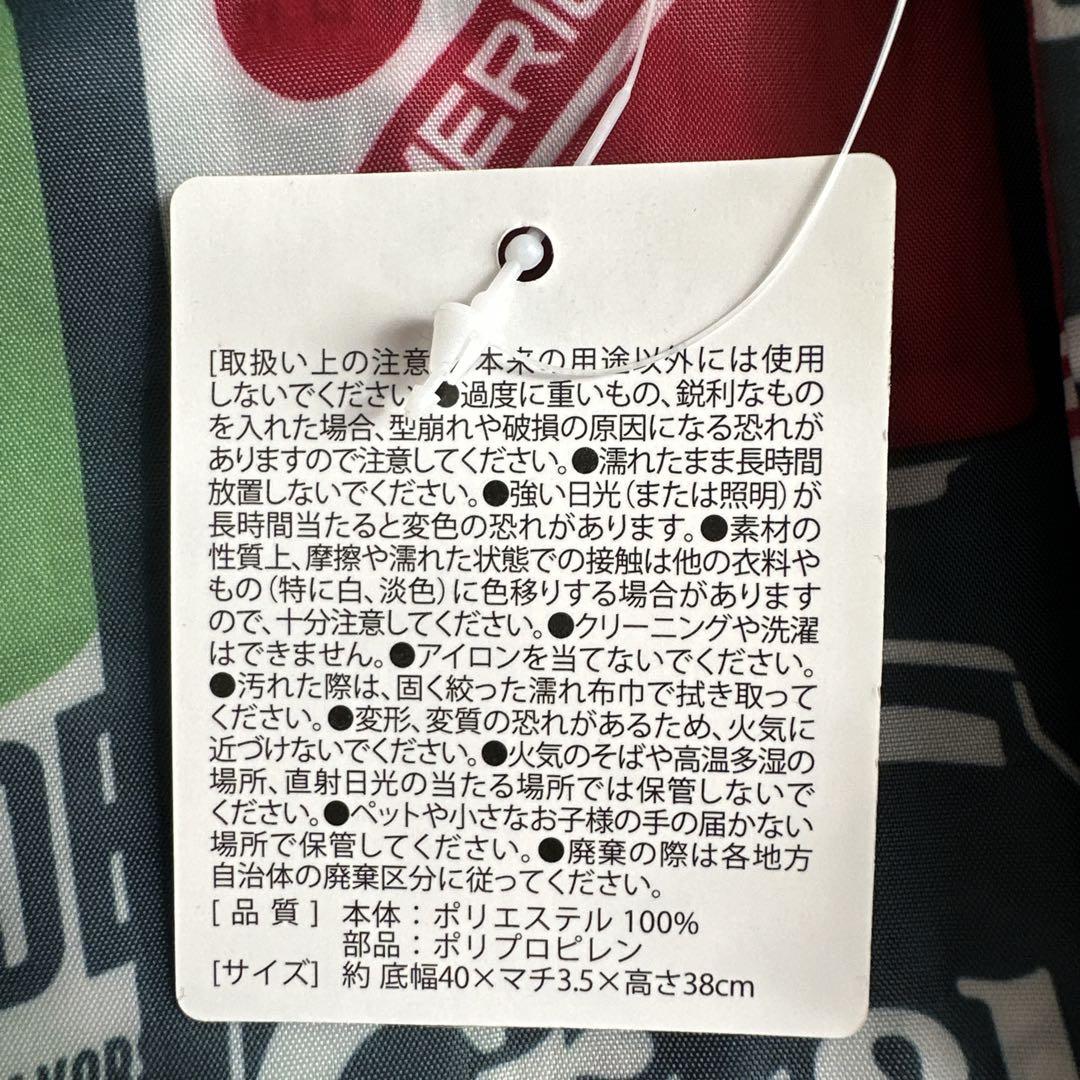 MERIC
[取扱い上の注意 本来の用途以外には使用
しないでください ●過度に重いもの、鋭利なもの
を入れた場合、型崩れや破損の原因になる恐れが
ありますので注意してください。●濡れたまま長時間
放置しないでください。●強い日光(または照明)が
長時間当たると変色の恐れがあります。●素材の
性質上、摩擦や濡れた状態での接触は他の衣料や
もの(特に白、淡色)に色移りする場合があります
ので、十分注意してください。●クリーニングや洗濯
はできません。●アイロンを当てないでください。
●汚れた際は、固く絞った濡れ布巾で拭き取って
ください。●変形、変質の恐れがあるため、火気に
近づけないでください。●火気のそばや高温多湿の
場所、直射日光の当たる場所では保管しないで
ください。●ペットや小さなお子様の手の届かない
場所で保管してください。●廃棄の際は各地方
自治体の廃棄区分に従ってください。
[品質] 本体：ポリエステル 100%
部品：ポリプロピレン
[サイズ] 約 底幅40×マチ3.5×高さ38cm